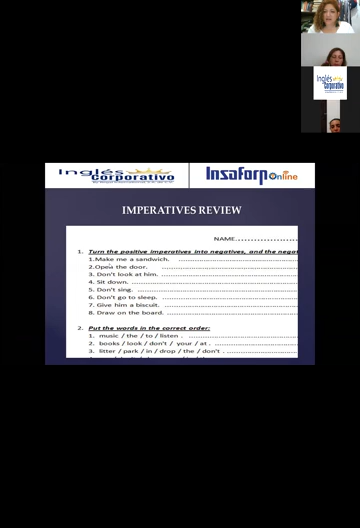 Inglés
Corporativo
Inglés
Corporativo
Insaforp Online
IMPERATIVES REVIEW
NAME:....................
1. Turn the positive imperatives into negatives, and the negat
1.Make me a sandwich. ..............................
2.Open the door. ..............................
3. Don't look at him. ..............................
4. Sit down. ..............................
5. Don't sing. ..............................
6. Don't go to sleep. ..............................
7. Give him a biscuit. ..............................
8. Draw on the board. ..............................
2. Put the words in the correct order:
1. music / the / to / listen . ..............................
2. books / look / don't / your / at . ..............................
3. litter / park / in / drop / the / don't . ..............................